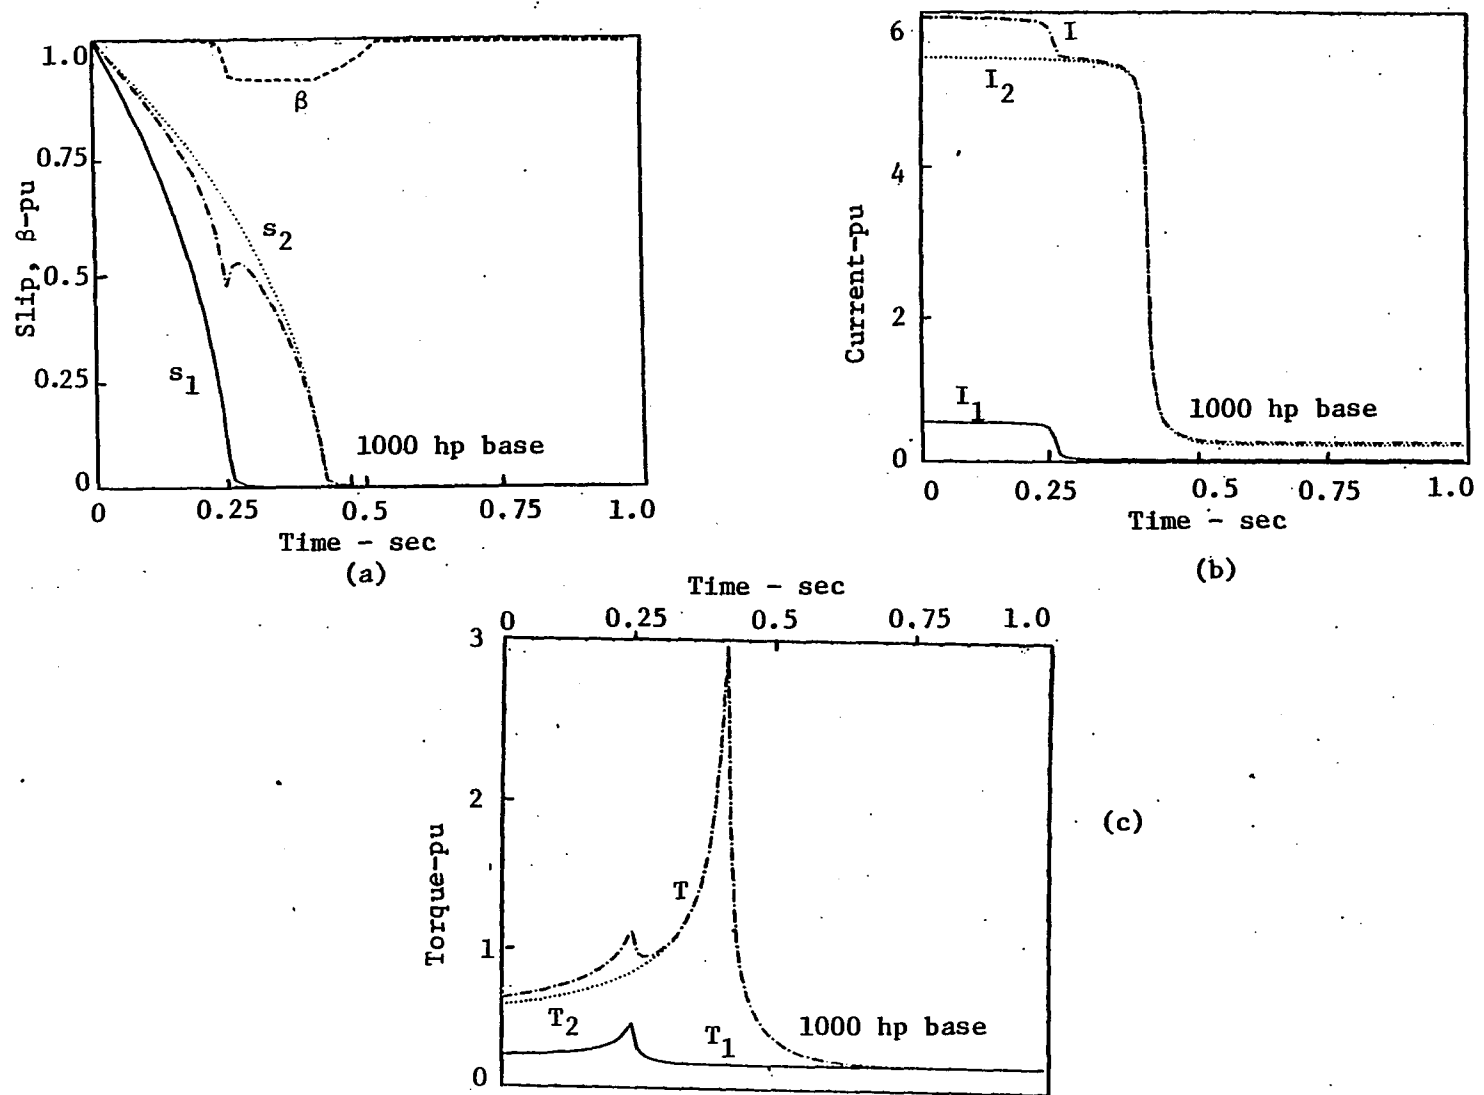 1.0
0.75
0.5
0.25
0
Slip, β-pu
β
s2
s1
1000 hp base
0 0.25 0.5 0.75 1.0
Time - sec
(a)
6
4
2
0
Current-pu
I
I2
I1
1000 hp base
0 0.25 0.5 0.75 1.0
Time - sec
(b)
Time - sec
0 0.25 0.5 0.75 1.0
3
2
1
0
Torque-pu
T
T2
T1
1000 hp base
(c)